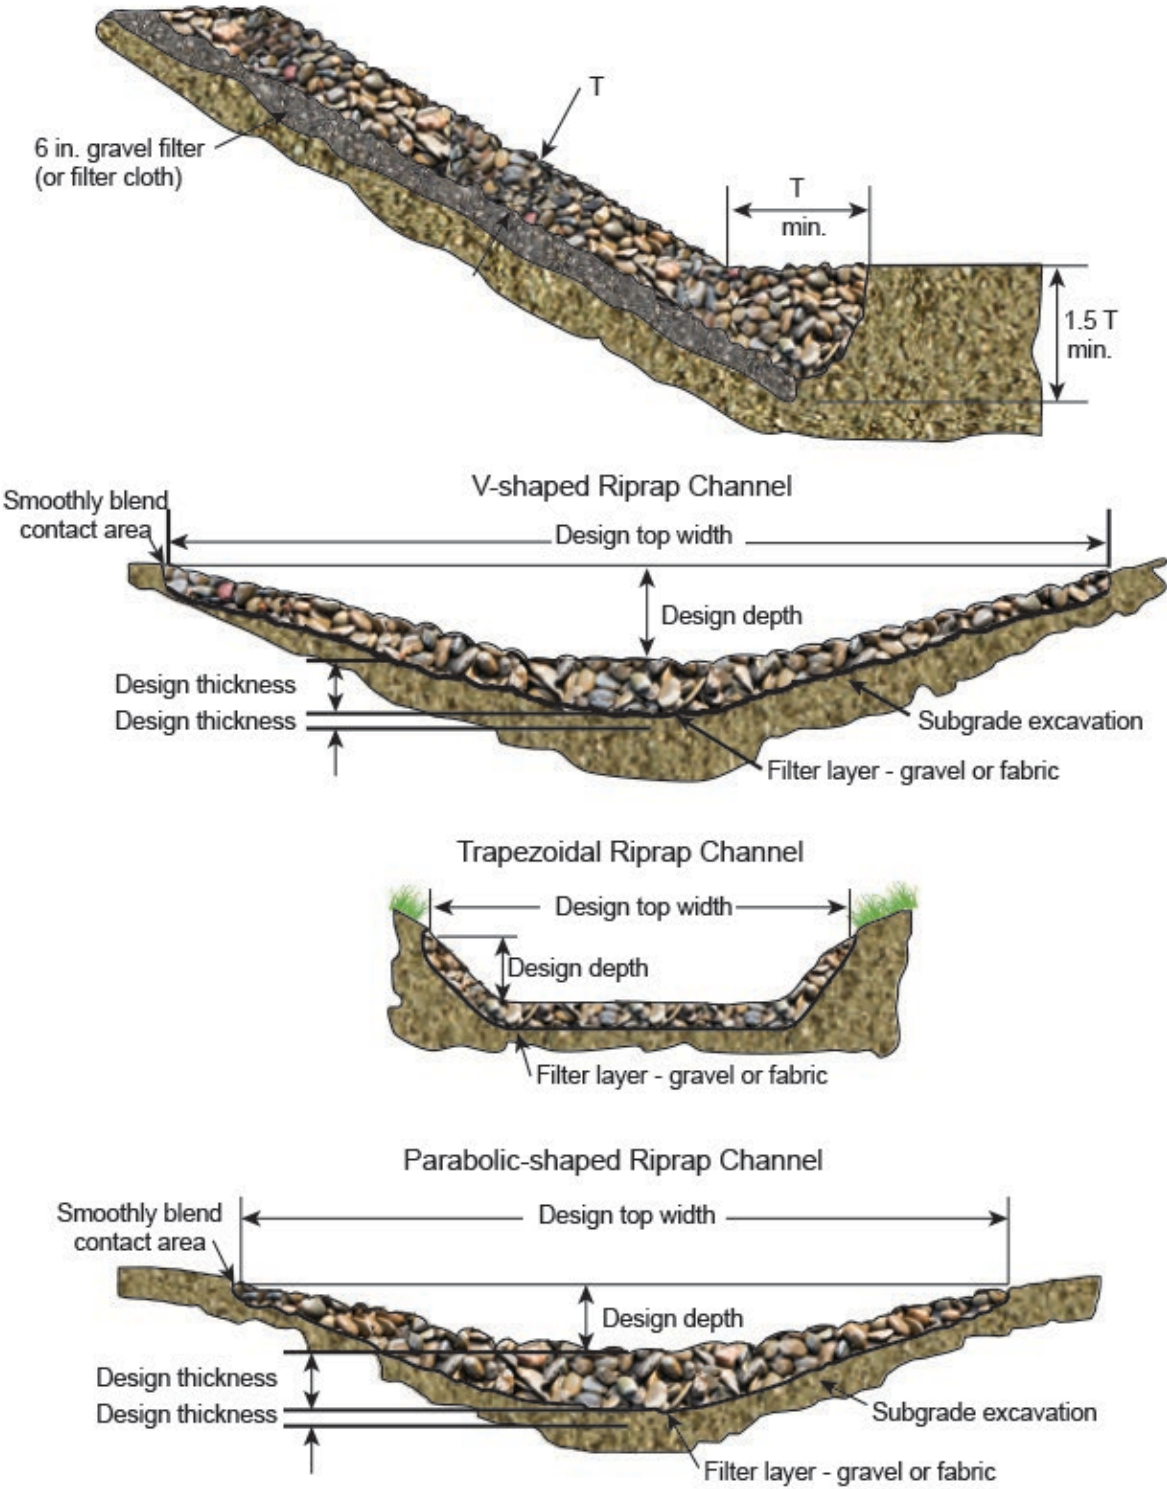 T
6 in. gravel filter
(or filter cloth)
T
min.
1.5 T
min.
V-shaped Riprap Channel
Smoothly blend
contact area
Design top width
Design depth
Design thickness
Design thickness
Subgrade excavation
Filter layer - gravel or fabric
Trapezoidal Riprap Channel
Design top width
Design depth
Filter layer - gravel or fabric
Parabolic-shaped Riprap Channel
Smoothly blend
contact area
Design top width
Design depth
Design thickness
Design thickness
Subgrade excavation
Filter layer - gravel or fabric